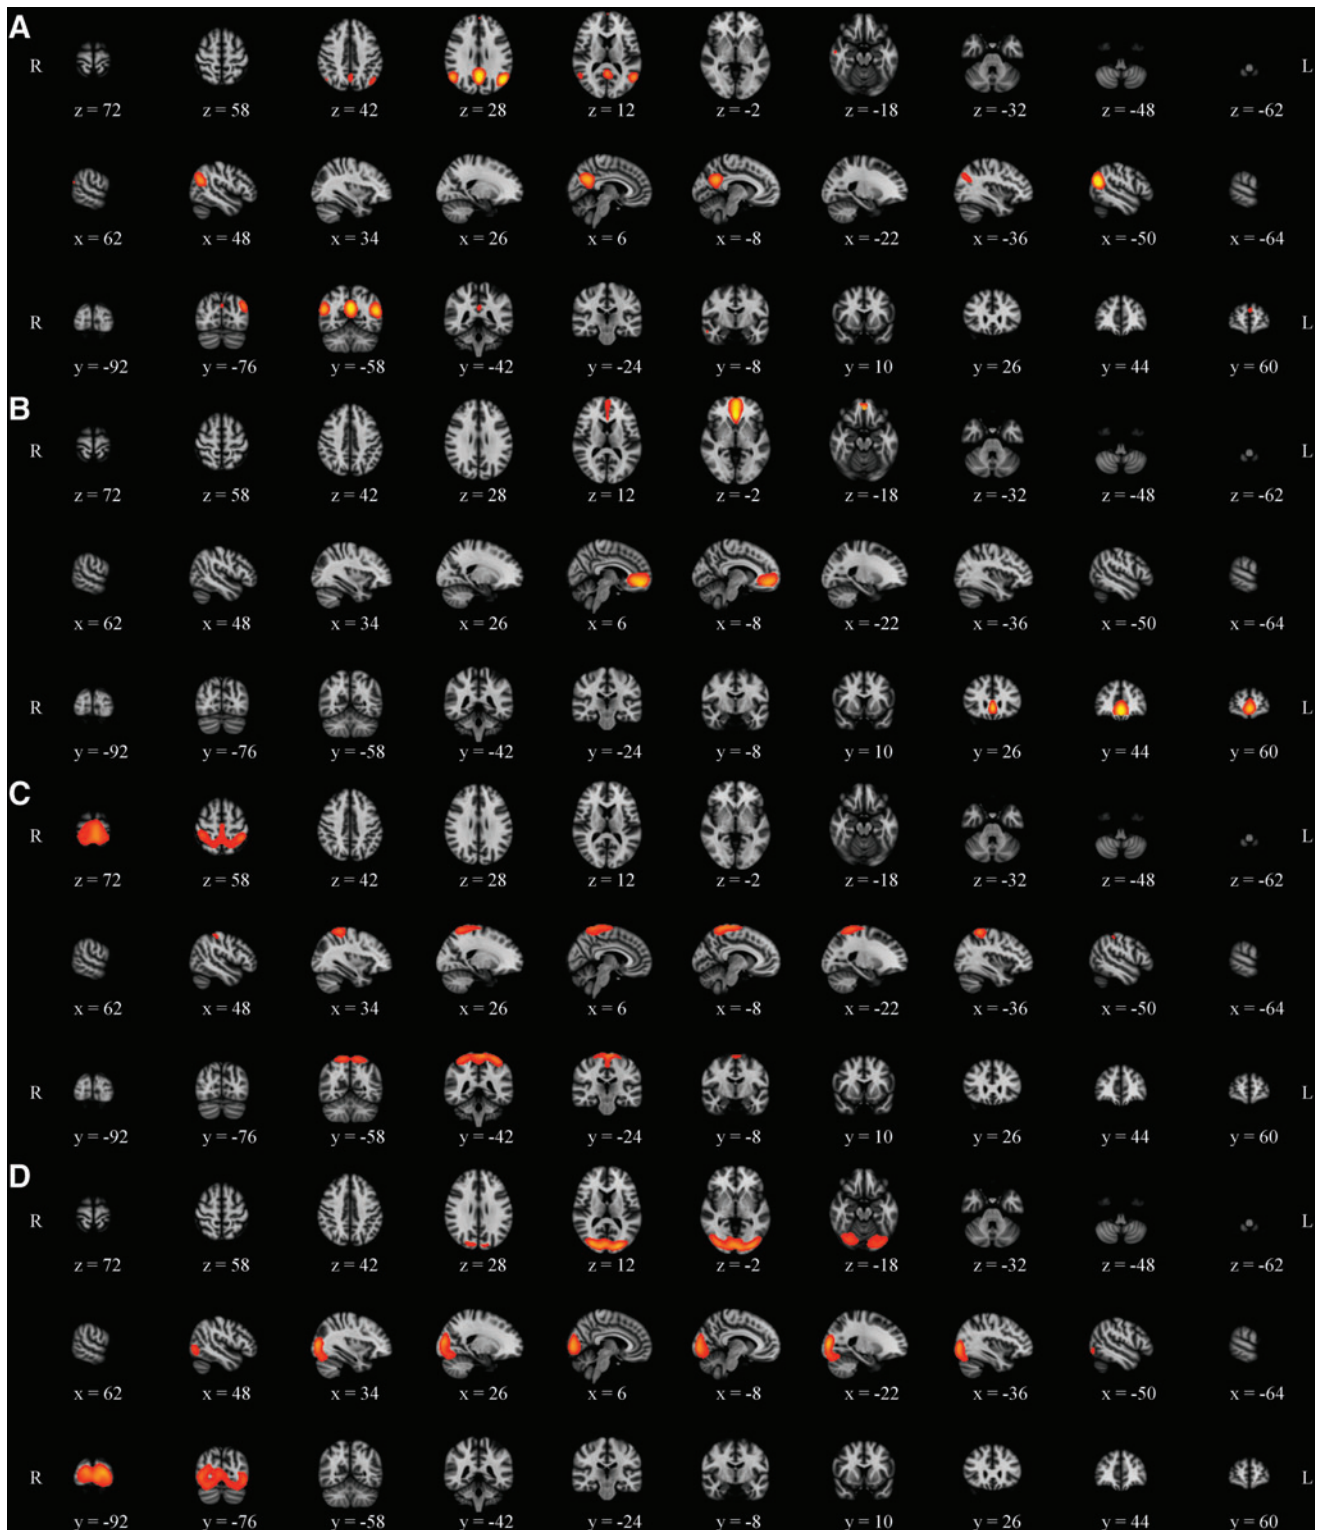 A
R L
z = 72 z = 58 z = 42 z = 28 z = 12 z = -2 z = -18 z = -32 z = -48 z = -62
x = 62 x = 48 x = 34 x = 26 x = 6 x = -8 x = -22 x = -36 x = -50 x = -64
R L
y = -92 y = -76 y = -58 y = -42 y = -24 y = -8 y = 10 y = 26 y = 44 y = 60
B
R L
z = 72 z = 58 z = 42 z = 28 z = 12 z = -2 z = -18 z = -32 z = -48 z = -62
x = 62 x = 48 x = 34 x = 26 x = 6 x = -8 x = -22 x = -36 x = -50 x = -64
R L
y = -92 y = -76 y = -58 y = -42 y = -24 y = -8 y = 10 y = 26 y = 44 y = 60
C
R L
z = 72 z = 58 z = 42 z = 28 z = 12 z = -2 z = -18 z = -32 z = -48 z = -62
x = 62 x = 48 x = 34 x = 26 x = 6 x = -8 x = -22 x = -36 x = -50 x = -64
R L
y = -92 y = -76 y = -58 y = -42 y = -24 y = -8 y = 10 y = 26 y = 44 y = 60
D
R L
z = 72 z = 58 z = 42 z = 28 z = 12 z = -2 z = -18 z = -32 z = -48 z = -62
x = 62 x = 48 x = 34 x = 26 x = 6 x = -8 x = -22 x = -36 x = -50 x = -64
R L
y = -92 y = -76 y = -58 y = -42 y = -24 y = -8 y = 10 y = 26 y = 44 y = 60